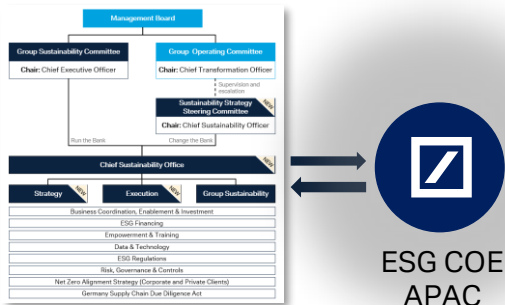 Management Board
Group Sustainability Committee
Chair: Chief Executive Officer
Group Operating Committee
Chair: Chief Transformation Officer
Supervision and
escalation
Sustainability Strategy
Steering Committee
NEW
Chair: Chief Sustainability Officer
Run the Bank
Change the Bank
Chief Sustainability Office
NEW
Strategy
NEW
Execution
NEW
Group Sustainability
Business Coordination, Enablement & Investment
ESG Financing
Empowerment & Training
Data & Technology
ESG Regulations
Risk, Governance & Controls
Net Zero Alignment Strategy (Corporate and Private Clients)
Germany Supply Chain Due Diligence Act
ESG COE
APAC